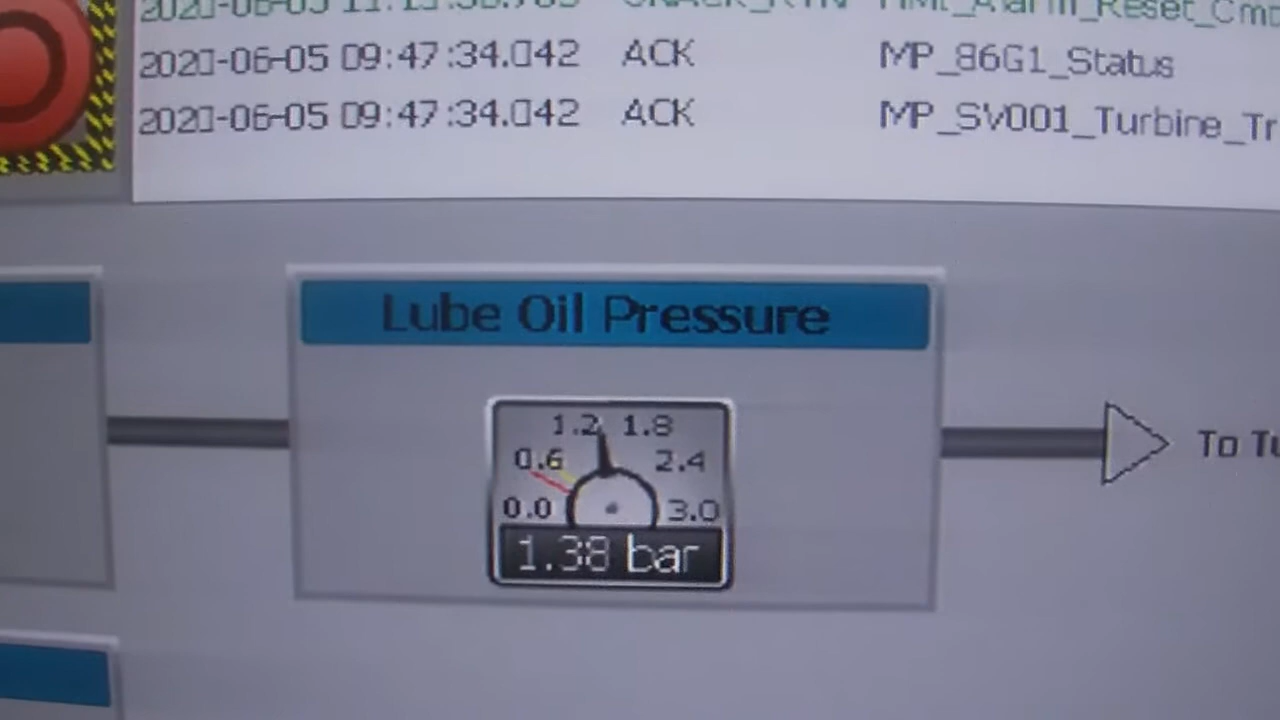 2020-06-05 09:47:34.042 ACK MP_86G1_Status
2020-06-05 09:47:34.042 ACK MP_SV001_Turbine_Tr
Lube Oil Pressure
1.2 1.8
0.6 2.4
0.0 3.0
1.38 bar
To Tu